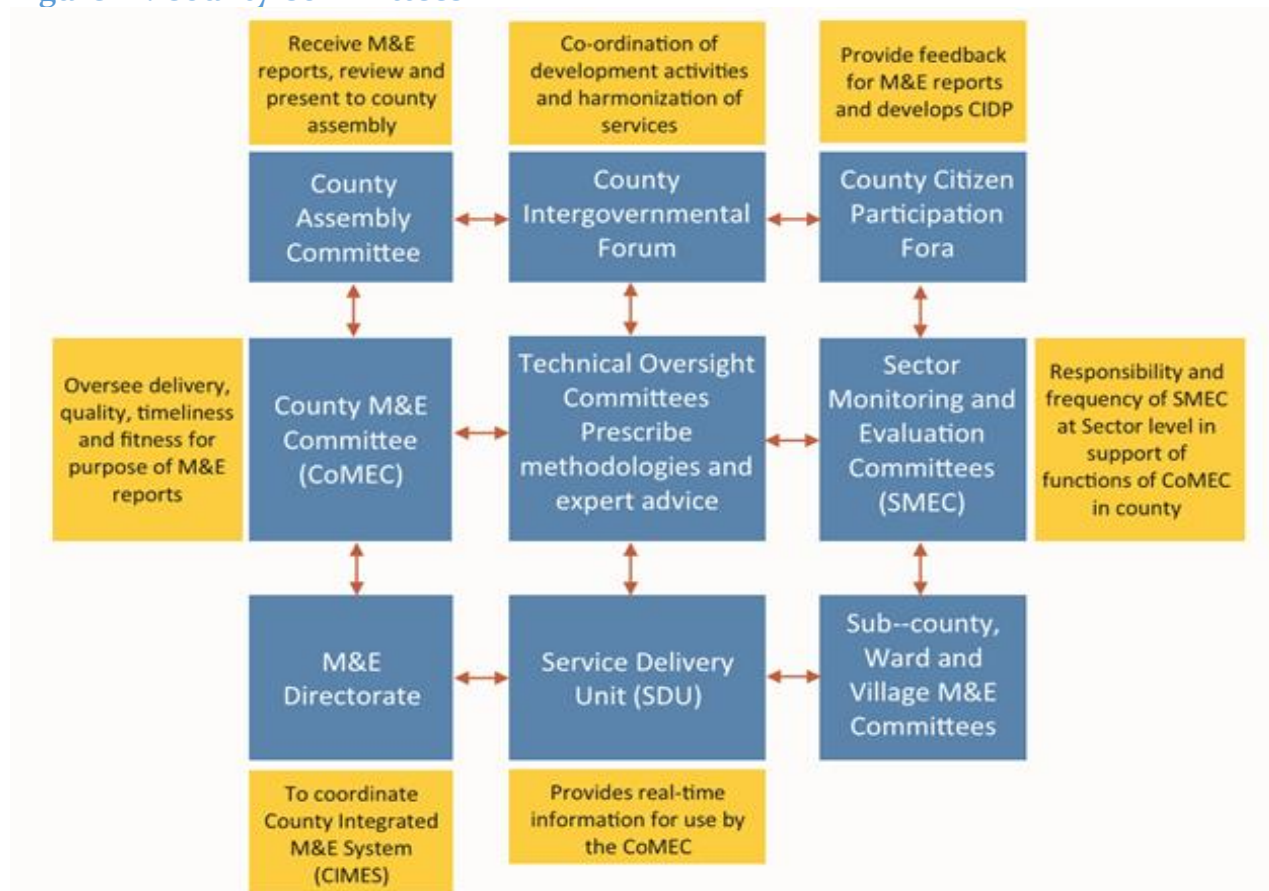 Receive M&E
reports, review and
present to county
assembly
Co-ordination of
development activities
and harmonization of
services
Provide feedback
for M&E reports
and develops CIDP
County
Assembly
Committee
County
Intergovernmental
Forum
County Citizen
Participation
Fora
Oversee delivery,
quality, timeliness
and fitness for
purpose of M&E
reports
County M&E
Committee
(CoMEC)
Technical Oversight
Committees
Prescribe
methodologies and
expert advice
Sector
Monitoring and
Evaluation
Committees
(SMEC)
Responsibility and
frequency of SMEC
at Sector level in
support of
functions of CoMEC
in county
M&E
Directorate
Service Delivery
Unit (SDU)
Sub--county,
Ward and
Village M&E
Committees
To coordinate
County Integrated
M&E System
(CIMES)
Provides real-time
information for use by
the CoMEC